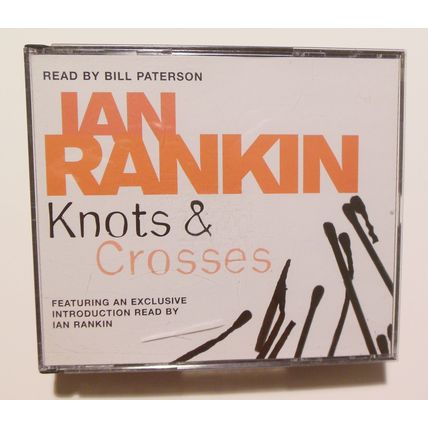 READ BY BILL PATERSON
IAN
RANKIN
Knots &
Crosses
FEATURING AN EXCLUSIVE
INTRODUCTION READ BY
IAN RANKIN